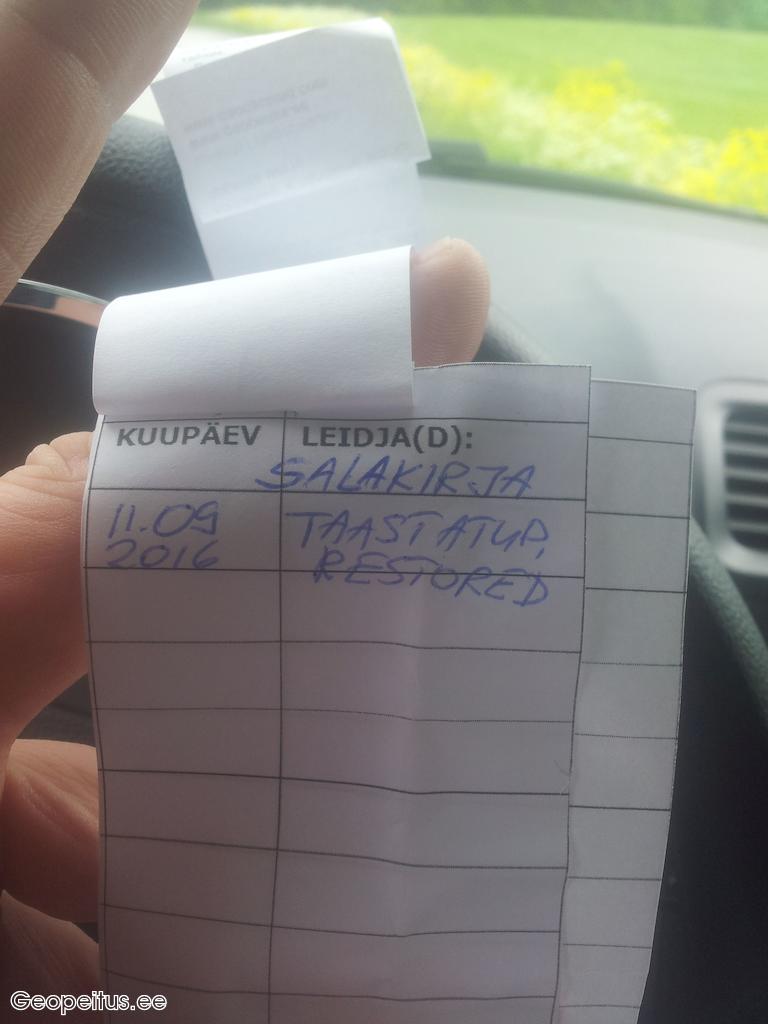 KUUPÄEV LEIDJA(D):
SALAKIRJA
11.09 TAASTATUD,
2016 RESTORED
Geopeitus.ee